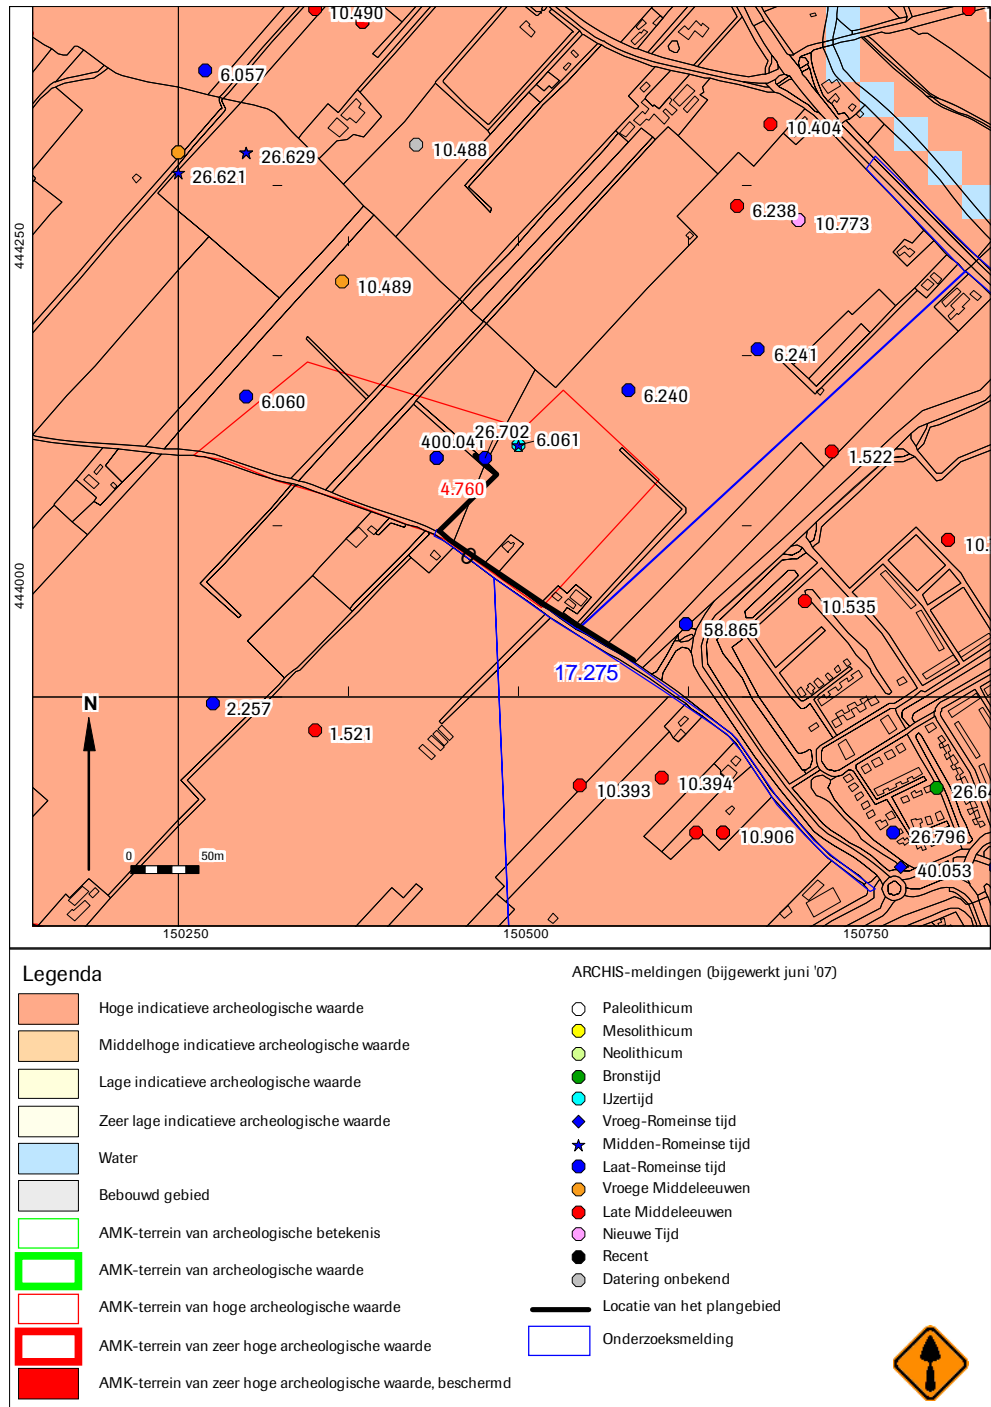 10.490
6.057
10.404
10.488
26.629
26.621
6.238
10.773
444250
10.489
6.241
6.060
6.240
26.702
400.041
6.061
1.522
4.760
10.
444000
10.535
58.865
17.275
N
2.257
1.521
10.393
10.394
26.64
10.906
26.796
0
50m
40.053
150250
150500
150750
Legenda
Hoge indicatieve archeologische waarde
Middelhoge indicatieve archeologische waarde
Lage indicatieve archeologische waarde
Zeer lage indicatieve archeologische waarde
Water
Bebouwd gebied
AMK-terrein van archeologische betekenis
AMK-terrein van archeologische waarde
AMK-terrein van hoge archeologische waarde
AMK-terrein van zeer hoge archeologische waarde
AMK-terrein van zeer hoge archeologische waarde, beschermd
ARCHIS-meldingen (bijgewerkt juni '07)
Paleolithicum
Mesolithicum
Neolithicum
Bronstijd
IJzertijd
Vroeg-Romeinse tijd
Midden-Romeinse tijd
Laat-Romeinse tijd
Vroege Middeleeuwen
Late Middeleeuwen
Nieuwe Tijd
Recent
Datering onbekend
Locatie van het plangebied
Onderzoeksmelding